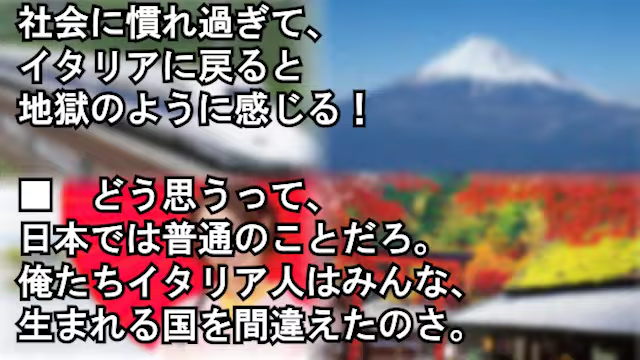 社会に慣れ過ぎて、
イタリアに戻ると
地獄のように感じる！
■　どう思うって、
日本では普通のことだろ。
俺たちイタリア人はみんな、
生まれる国を間違えたのさ。